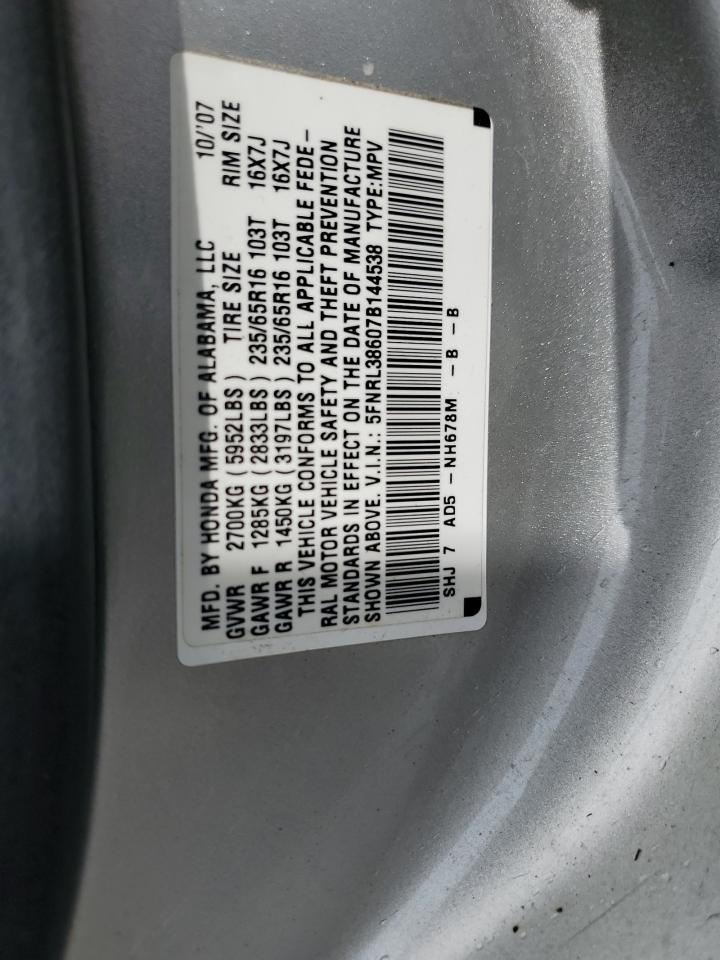 MFD. BY HONDA MFG. OF ALABAMA, LLC 10/'07
GVWR 2700KG (5952LBS) TIRE SIZE RIM SIZE
GAWR F 1285KG (2833LBS) 235/65R16 103T 16X7J
GAWR R 1450KG (3197LBS) 235/65R16 103T 16X7J
THIS VEHICLE CONFORMS TO ALL APPLICABLE FEDE-
RAL MOTOR VEHICLE SAFETY AND THEFT PREVENTION
STANDARDS IN EFFECT ON THE DATE OF MANUFACTURE
SHOWN ABOVE. V.I.N.: 5FNRL38607B144538 TYPE:MPV
SHJ 7 AD5 -NH678M -B -B